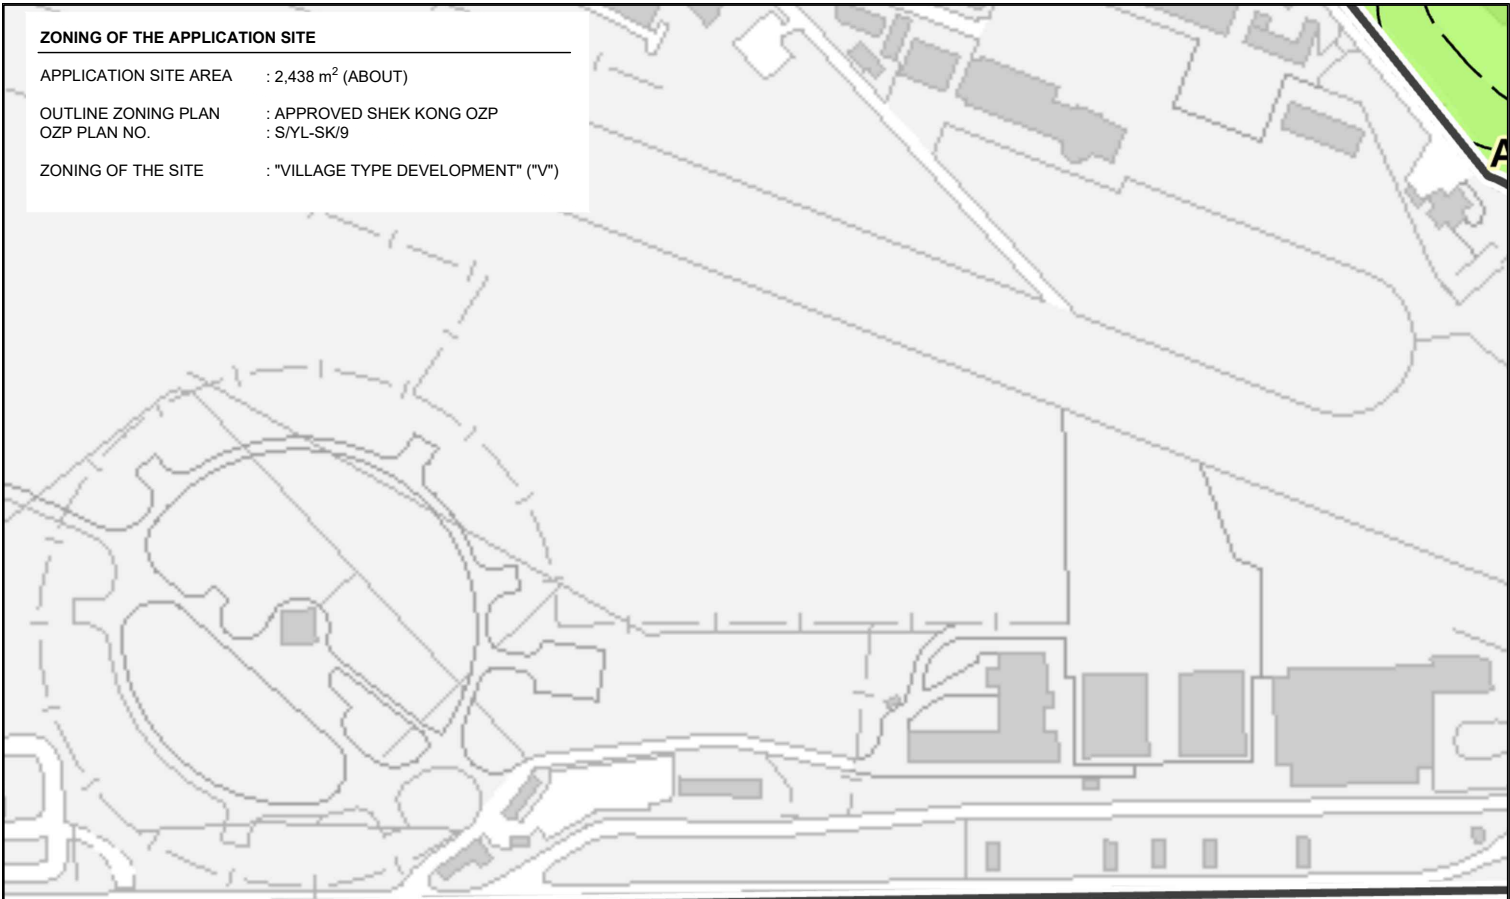 ZONING OF THE APPLICATION SITE
APPLICATION SITE AREA : 2,438 m² (ABOUT)
OUTLINE ZONING PLAN : APPROVED SHEK KONG OZP
OZP PLAN NO. : S/YL-SK/9
ZONING OF THE SITE : "VILLAGE TYPE DEVELOPMENT" ("V")
A